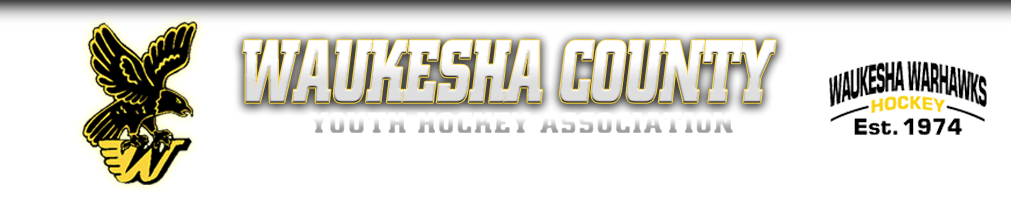 W
WAUKESHA COUNTY
YOUTH HOCKEY ASSOCIATION
WAUKESHA WARHAWKS
HOCKEY
Est. 1974